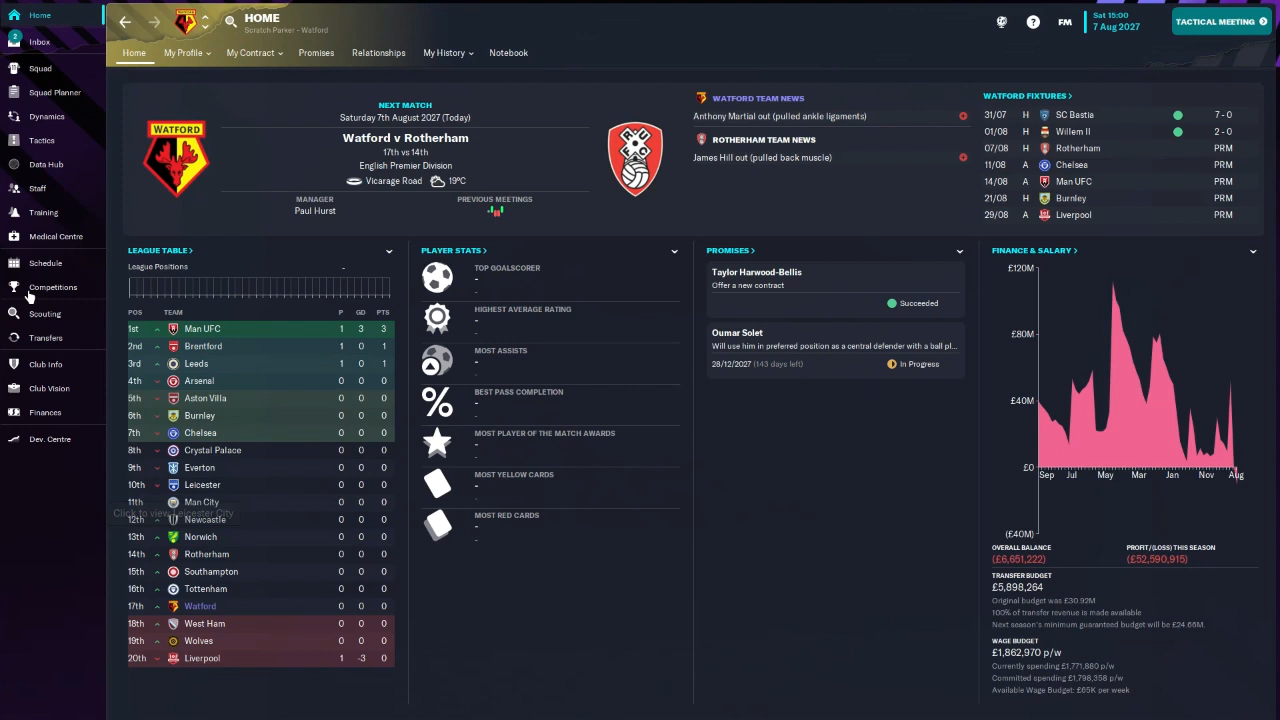 Home
2
Inbox
Squad
Squad Planner
Dynamics
Tactics
Data Hub
Staff
Training
Medical Centre
Schedule
Competitions
Scouting
Transfers
Club Info
Club Vision
Finances
Dev. Centre
HOME
Scratch Parker - Watford
?
FM
Sat 15:00
7 Aug 2027
TACTICAL MEETING
Home My Profile My Contract Promises Relationships My History Notebook
WATFORD
NEXT MATCH
Saturday 7th August 2027 (Today)
Watford v Rotherham
17th vs 14th
English Premier Division
Vicarage Road 19ºC
MANAGER
Paul Hurst
PREVIOUS MEETINGS
WATFORD TEAM NEWS
Anthony Martial out (pulled ankle ligaments)
ROTHERHAM TEAM NEWS
James Hill out (pulled back muscle)
WATFORD FIXTURES >
31/07 H SC Bastia 7 - 0
01/08 H Willem II 2 - 0
07/08 H Rotherham PRM
11/08 A Chelsea PRM
14/08 A Man UFC PRM
21/08 H Burnley PRM
29/08 A Liverpool PRM
LEAGUE TABLE >
League Positions -
POS TEAM P GD PTS
1st Man UFC 1 3 3
2nd Brentford 1 0 1
3rd Leeds 1 0 1
4th Arsenal 0 0 0
5th Aston Villa 0 0 0
6th Burnley 0 0 0
7th Chelsea 0 0 0
8th Crystal Palace 0 0 0
9th Everton 0 0 0
10th Leicester 0 0 0
11th Man City 0 0 0
Click to view Leicester City
12th Newcastle 0 0 0
13th Norwich 0 0 0
14th Rotherham 0 0 0
15th Southampton 0 0 0
16th Tottenham 0 0 0
17th Watford 0 0 0
18th West Ham 0 0 0
19th Wolves 0 0 0
20th Liverpool 1 -3 0
PLAYER STATS >
TOP GOALSCORER
-
-
HIGHEST AVERAGE RATING
-
-
MOST ASSISTS
-
-
BEST PASS COMPLETION
-
-
MOST PLAYER OF THE MATCH AWARDS
-
-
MOST YELLOW CARDS
-
-
MOST RED CARDS
-
-
PROMISES >
Taylor Harwood-Bellis
Offer a new contract
Succeeded
Oumar Solet
Will use him in preferred position as a central defender with a ball pl...
28/12/2027 (143 days left) In Progress
FINANCE & SALARY >
£120M
£80M
£40M
£0
Sep Jul May Mar Jan Nov Aug
(£40M)
OVERALL BALANCE
(£6,651,222)
PROFIT/(LOSS) THIS SEASON
(£52,590,915)
TRANSFER BUDGET
£5,898,264
Original budget was £30.92M
100% of transfer revenue is made available
Next season's minimum guaranteed budget will be £24.66M.
WAGE BUDGET
£1,862,970 p/w
Currently spending £1,771,880 p/w
Committed spending £1,798,358 p/w
Available Wage Budget: £65K per week